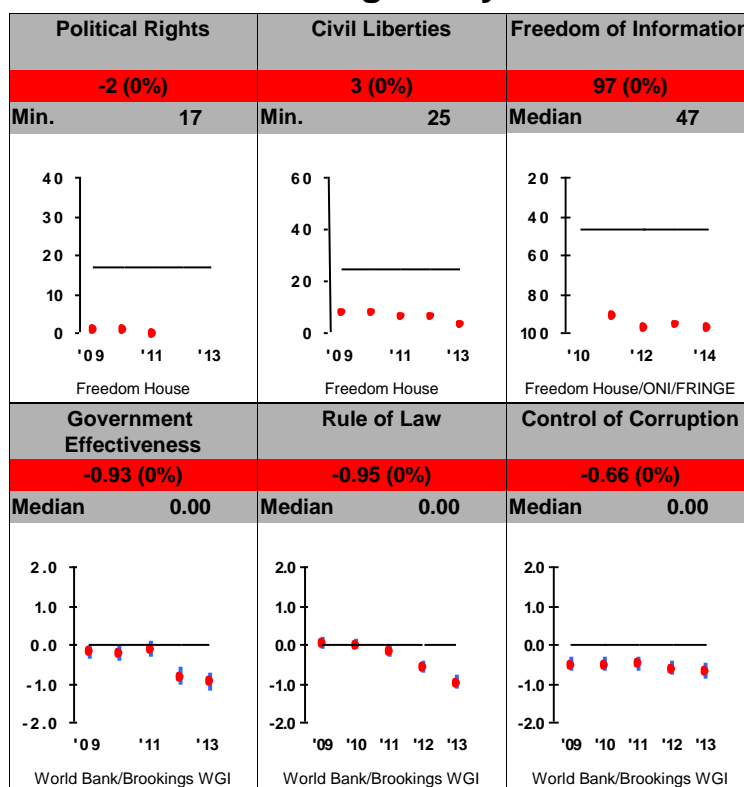 Political Rights
Civil Liberties
Freedom of Information
-2 (0%)
3 (0%)
97 (0%)
Min. 17
Min. 25
Median 47
40
30
20
10
0
'09 '11 '13
Freedom House
60
40
20
0
'09 '11 '13
Freedom House
20
40
60
80
100
'10 '12 '14
Freedom House/ONI/FRINGE
Government
Effectiveness
Rule of Law
Control of Corruption
-0.93 (0%)
-0.95 (0%)
-0.66 (0%)
Median 0.00
Median 0.00
Median 0.00
2.0
1.0
0.0
-1.0
-2.0
'09 '11 '13
World Bank/Brookings WGI
2.0
1.0
0.0
-1.0
-2.0
'09 '10 '11 '12 '13
World Bank/Brookings WGI
2.0
1.0
0.0
-1.0
-2.0
'09 '10 '11 '12 '13
World Bank/Brookings WGI